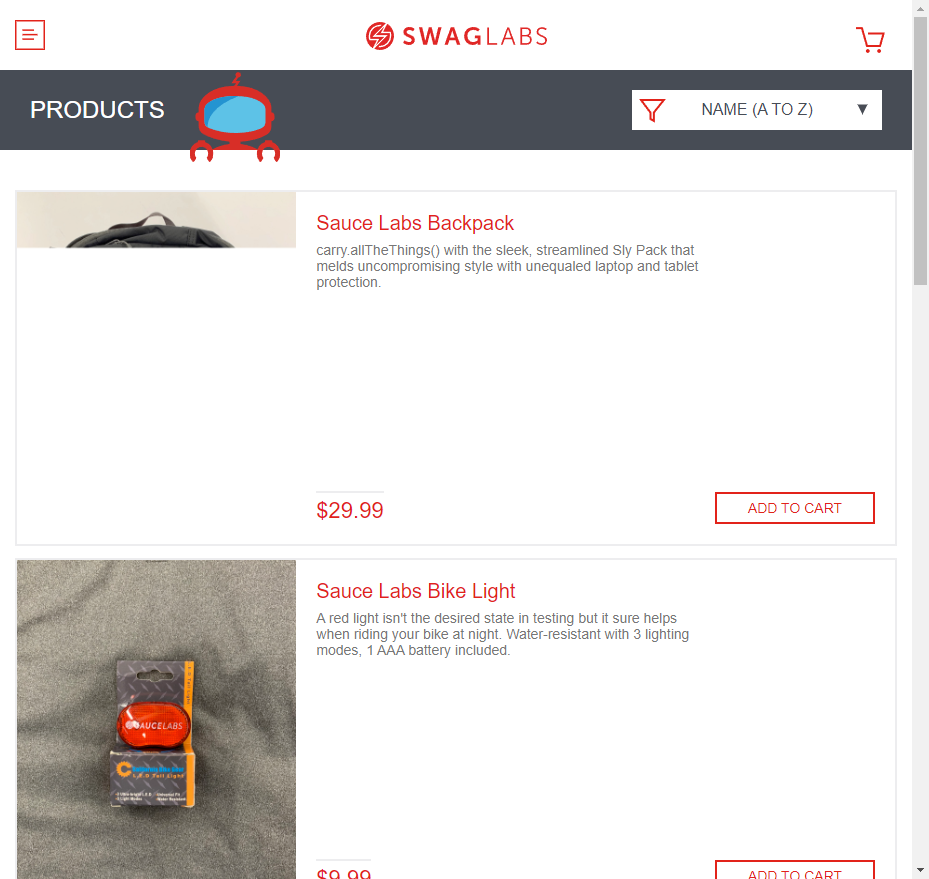 SWAGLABS
PRODUCTS
NAME (A TO Z)
Sauce Labs Backpack
carry.allTheThings() with the sleek, streamlined Sly Pack that
melds uncompromising style with unequaled laptop and tablet
protection.
$29.99
ADD TO CART
Sauce Labs Bike Light
A red light isn't the desired state in testing but it sure helps
when riding your bike at night. Water-resistant with 3 lighting
modes, 1 AAA battery included.
SAUCELABS
L.E.D Tail Light
$9.99
ADD TO CART